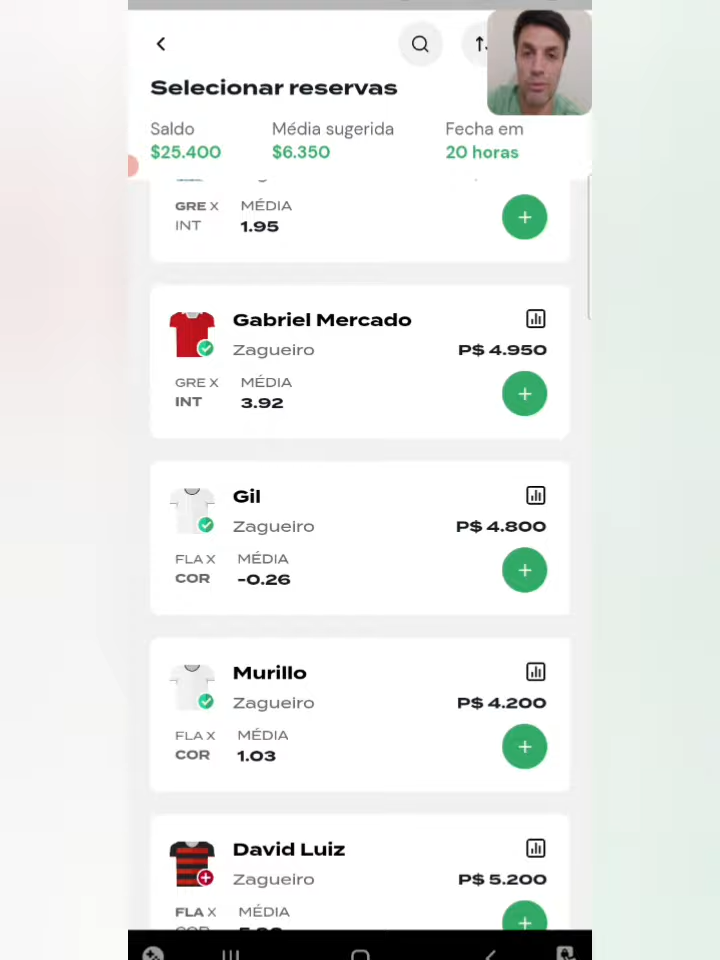 Selecionar reservas
Saldo Média sugerida Fecha em
$25.400 $6.350 20 horas
GRE X MÉDIA
INT 1.95
Gabriel Mercado
Zagueiro P$ 4.950
GRE X MÉDIA
INT 3.92
Gil
Zagueiro P$ 4.800
FLA X MÉDIA
COR -0.26
Murillo
Zagueiro P$ 4.200
FLA X MÉDIA
COR 1.03
David Luiz
Zagueiro P$ 5.200
FLA X MÉDIA